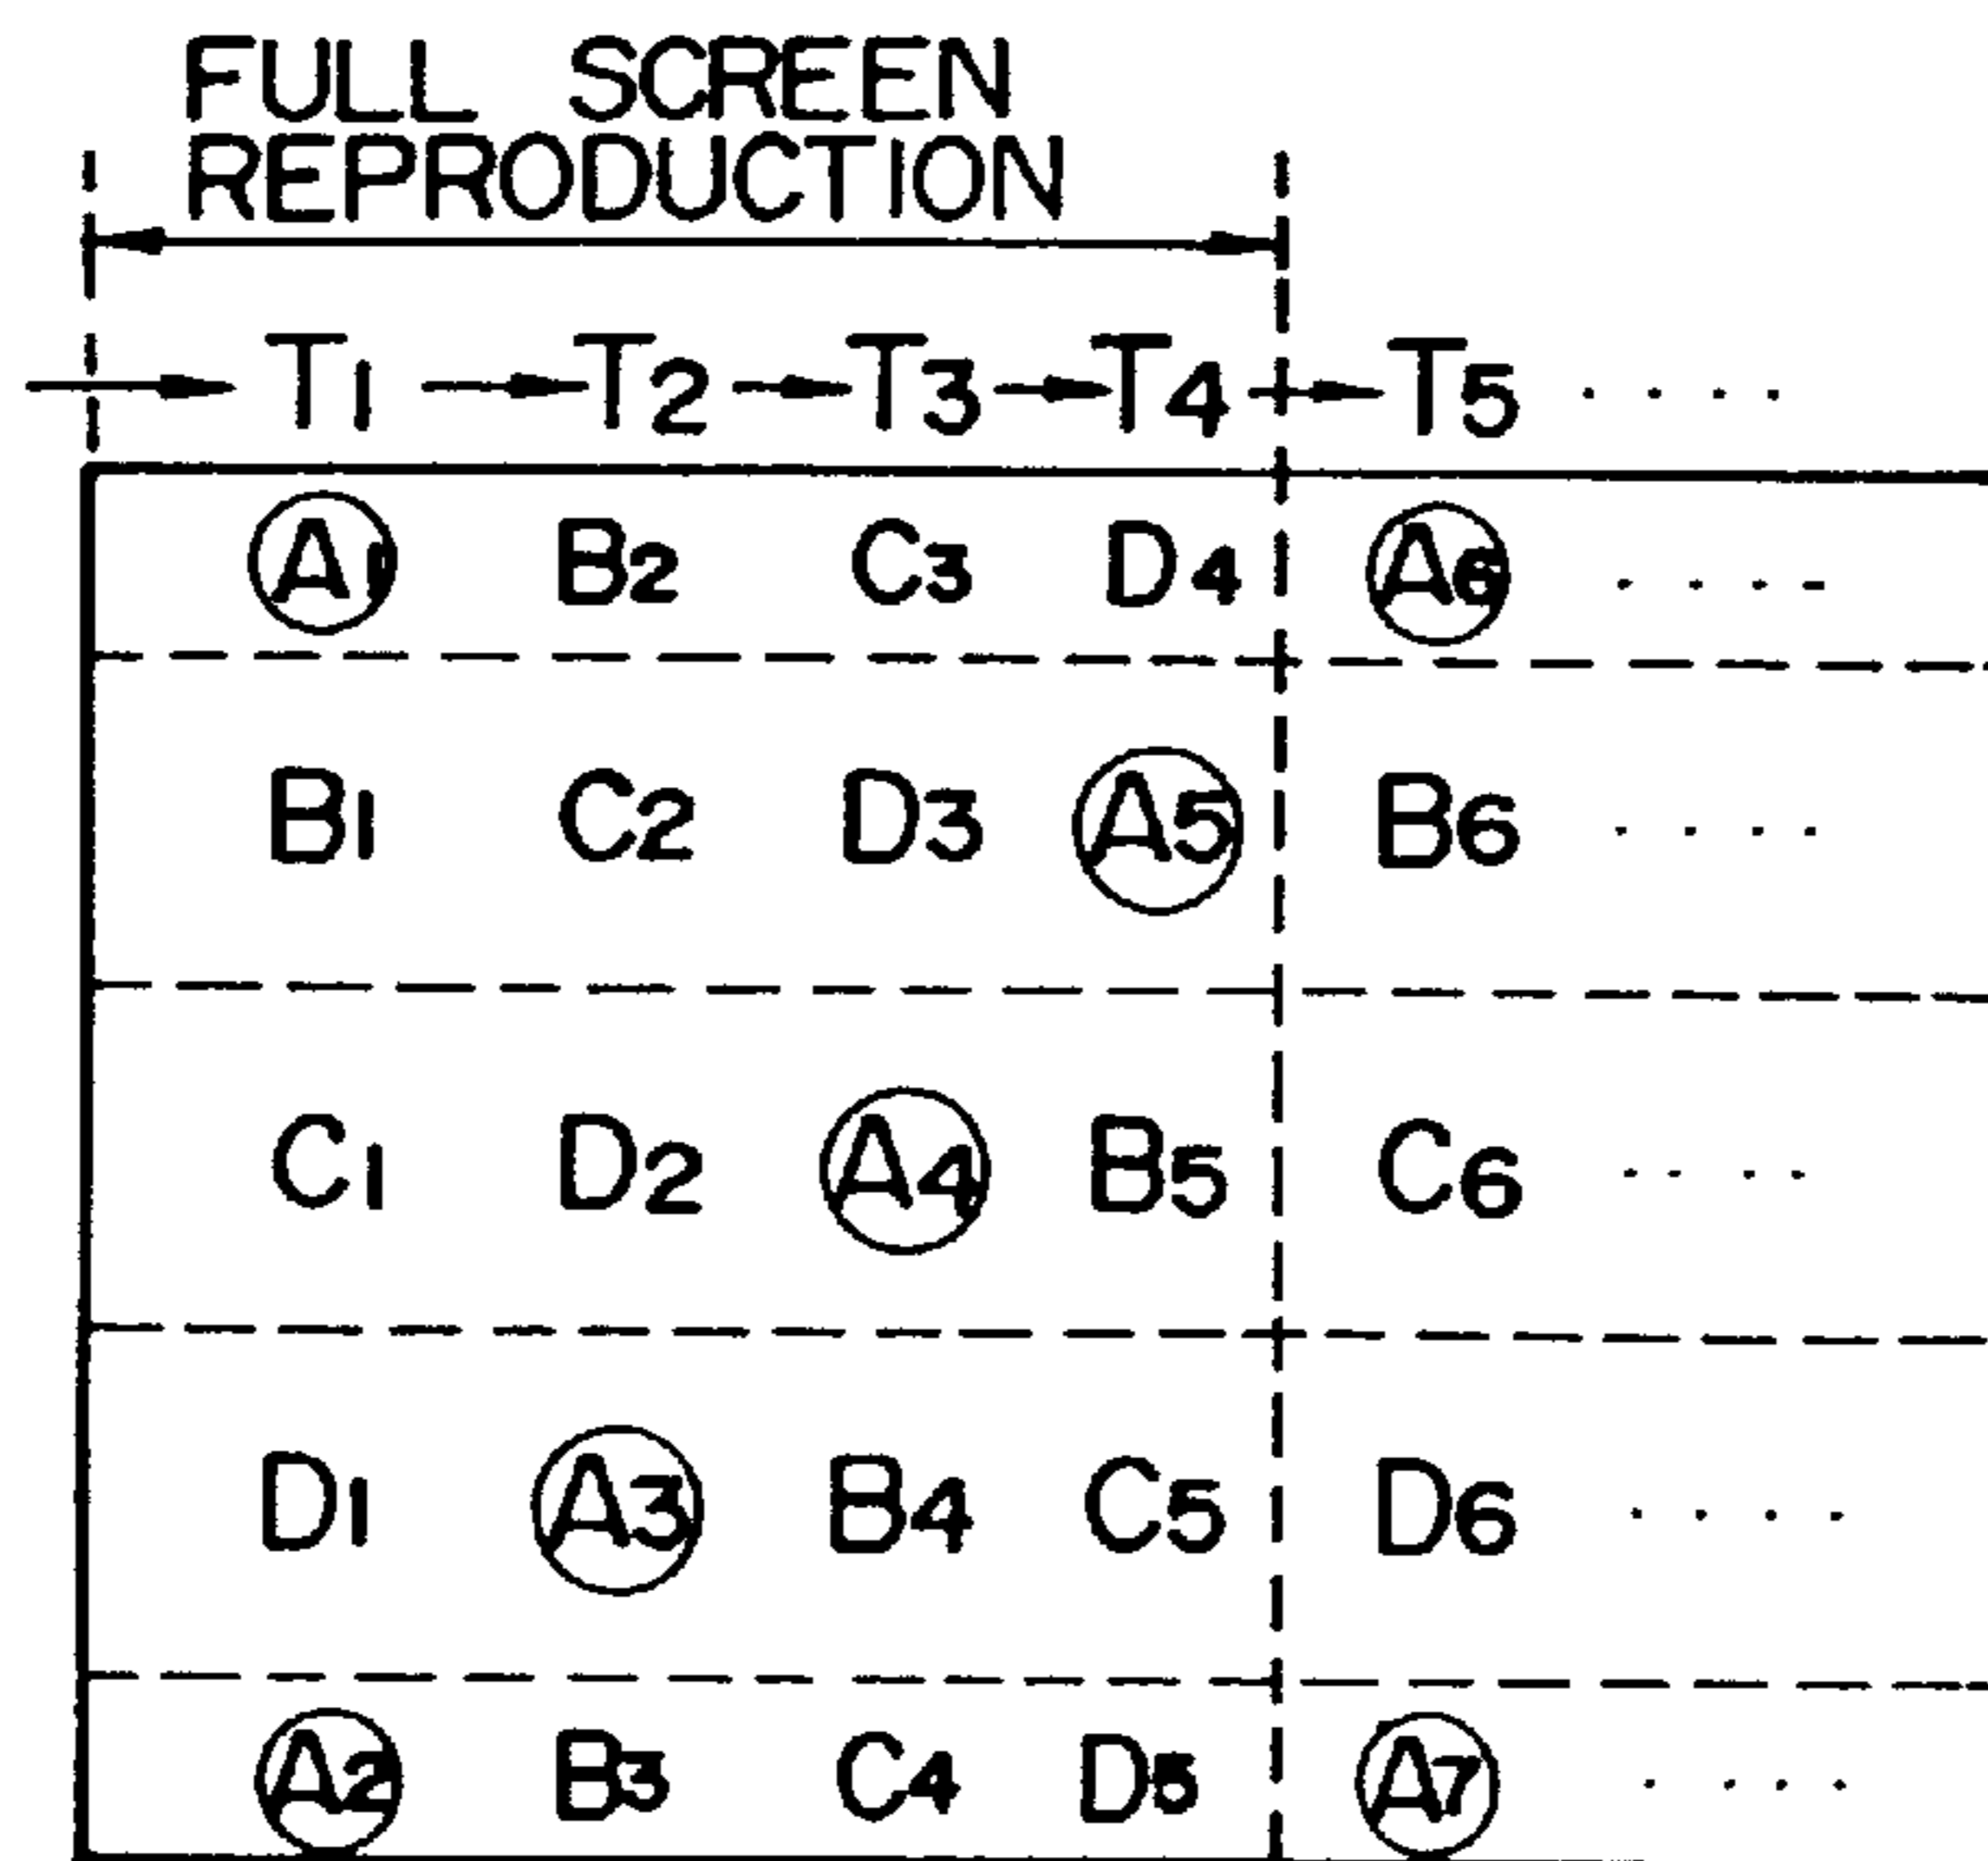 FULL SCREEN
REPRODUCTION
T1 T2 T3 T4 T5 ....
A1 B2 C3 D4 A6 ....
B1 C2 D3 A5 B6 ....
C1 D2 A4 B5 C6 ....
D1 A3 B4 C5 D6 ....
A2 B3 C4 D5 A7 ....